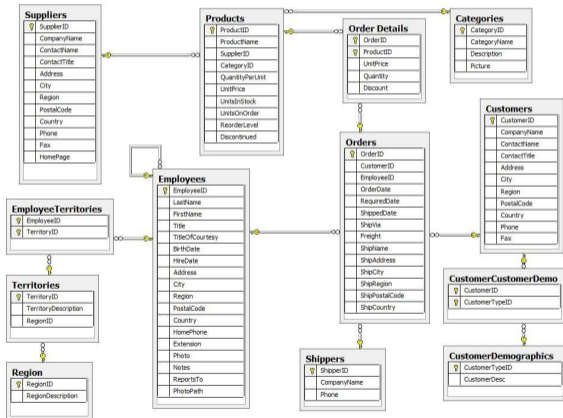 Suppliers
SupplierID
CompanyName
ContactName
ContactTitle
Address
City
Region
PostalCode
Country
Phone
Fax
HomePage
Products
ProductID
ProductName
SupplierID
CategoryID
QuantityPerUnit
UnitPrice
UnitsInStock
UnitsOnOrder
ReorderLevel
Discontinued
Order Details
OrderID
ProductID
UnitPrice
Quantity
Discount
Categories
CategoryID
CategoryName
Description
Picture
Customers
CustomerID
CompanyName
ContactName
ContactTitle
Address
City
Region
PostalCode
Country
Phone
Fax
Orders
OrderID
CustomerID
EmployeeID
OrderDate
RequiredDate
ShippedDate
ShipVia
Freight
ShipName
ShipAddress
ShipCity
ShipRegion
ShipPostalCode
ShipCountry
Employees
EmployeeID
LastName
FirstName
Title
TitleOfCourtesy
BirthDate
HireDate
Address
City
Region
PostalCode
Country
HomePhone
Extension
Photo
Notes
ReportsTo
PhotoPath
EmployeeTerritories
EmployeeID
TerritoryID
Territories
TerritoryID
TerritoryDescription
RegionID
Region
RegionID
RegionDescription
Shippers
ShipperID
CompanyName
Phone
CustomerCustomerDemo
CustomerID
CustomerTypeID
CustomerDemographics
CustomerTypeID
CustomerDesc